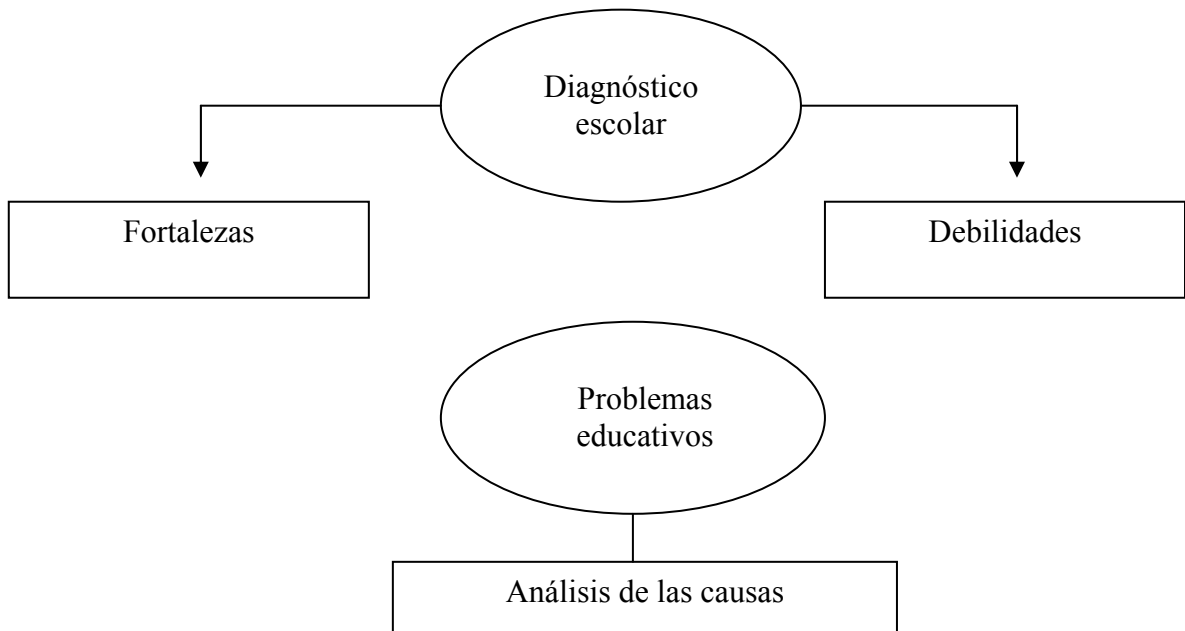 Diagnóstico
escolar
Fortalezas
Debilidades
Problemas
educativos
Análisis de las causas